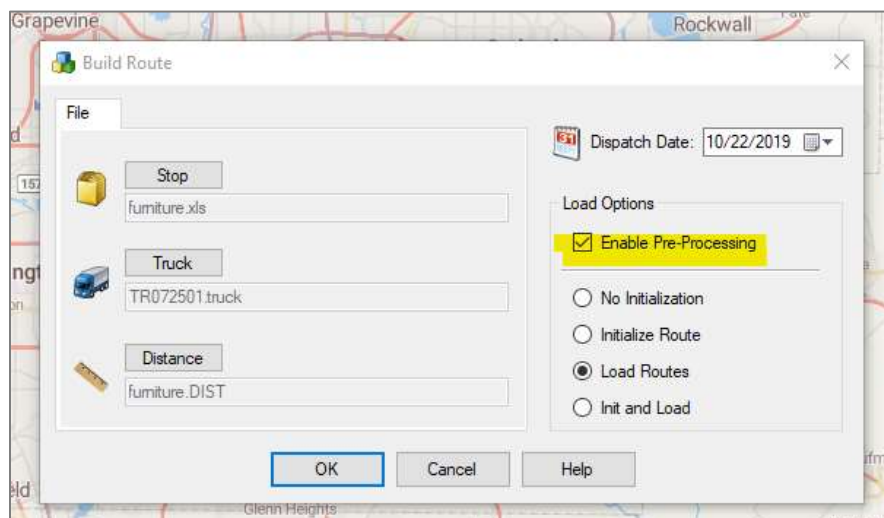 Grapevine
Rockwall
Build Route
File
Dispatch Date: 10/22/2019
Stop
furniture.xls
Truck
TR072501.truck
Distance
furniture.DIST
Load Options
Enable Pre-Processing
No Initialization
Initialize Route
Load Routes
Init and Load
OK
Cancel
Help
31
157
Glenn Heights